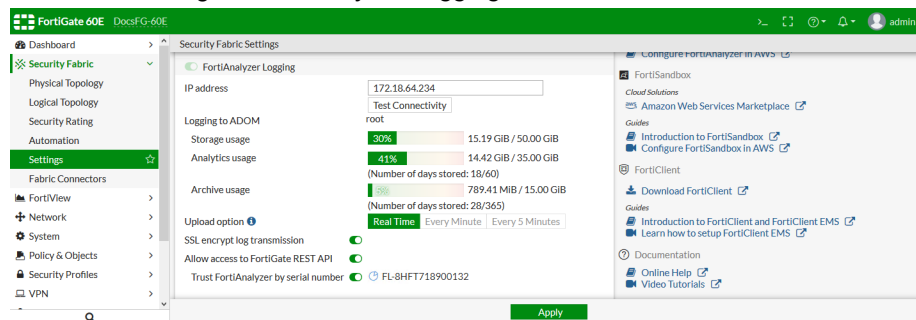 FortiGate 60E DocsFG-60E
>_ admin
Dashboard
Security Fabric
Physical Topology
Logical Topology
Security Rating
Automation
Settings
Fabric Connectors
FortiView
Network
System
Policy & Objects
Security Profiles
VPN
Security Fabric Settings
FortiAnalyzer Logging
IP address 172.18.64.234
Test Connectivity
Logging to ADOM root
Storage usage 30% 15.19 GiB / 50.00 GiB
Analytics usage 41% 14.42 GiB / 35.00 GiB
(Number of days stored: 18/60)
Archive usage 5% 789.41 MiB / 15.00 GiB
(Number of days stored: 28/365)
Upload option Real Time Every Minute Every 5 Minutes
SSL encrypt log transmission
Allow access to FortiGate REST API
Trust FortiAnalyzer by serial number FL-8HFT718900132
Apply
Configure FortiAnalyzer in AWS
FortiSandbox
Cloud Solutions
aws Amazon Web Services Marketplace
Guides
Introduction to FortiSandbox
Configure FortiSandbox in AWS
FortiClient
Download FortiClient
Guides
Introduction to FortiClient and FortiClient EMS
Learn how to setup FortiClient EMS
Documentation
Online Help
Video Tutorials